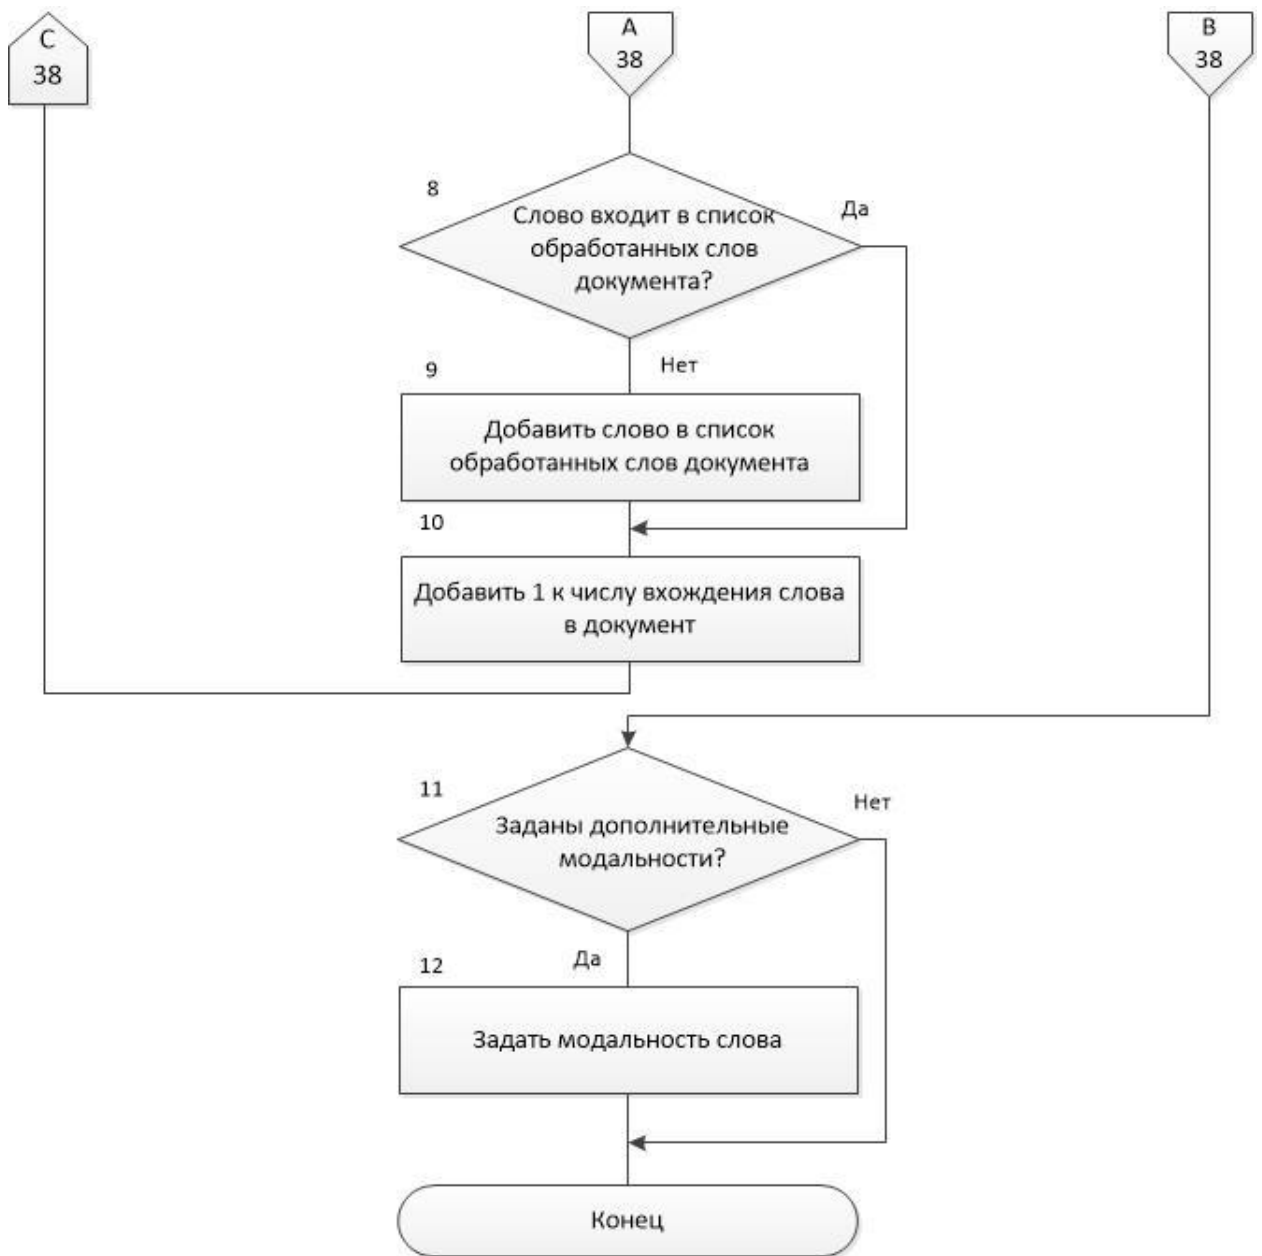 С
38
А
38
В
38
8
Слово входит в список
обработанных слов
документа?
Да
Нет
9
Добавить слово в список
обработанных слов документа
10
Добавить 1 к числу вхождения слова
в документ
11
Заданы дополнительные
модальности?
Нет
Да
12
Задать модальность слова
Конец